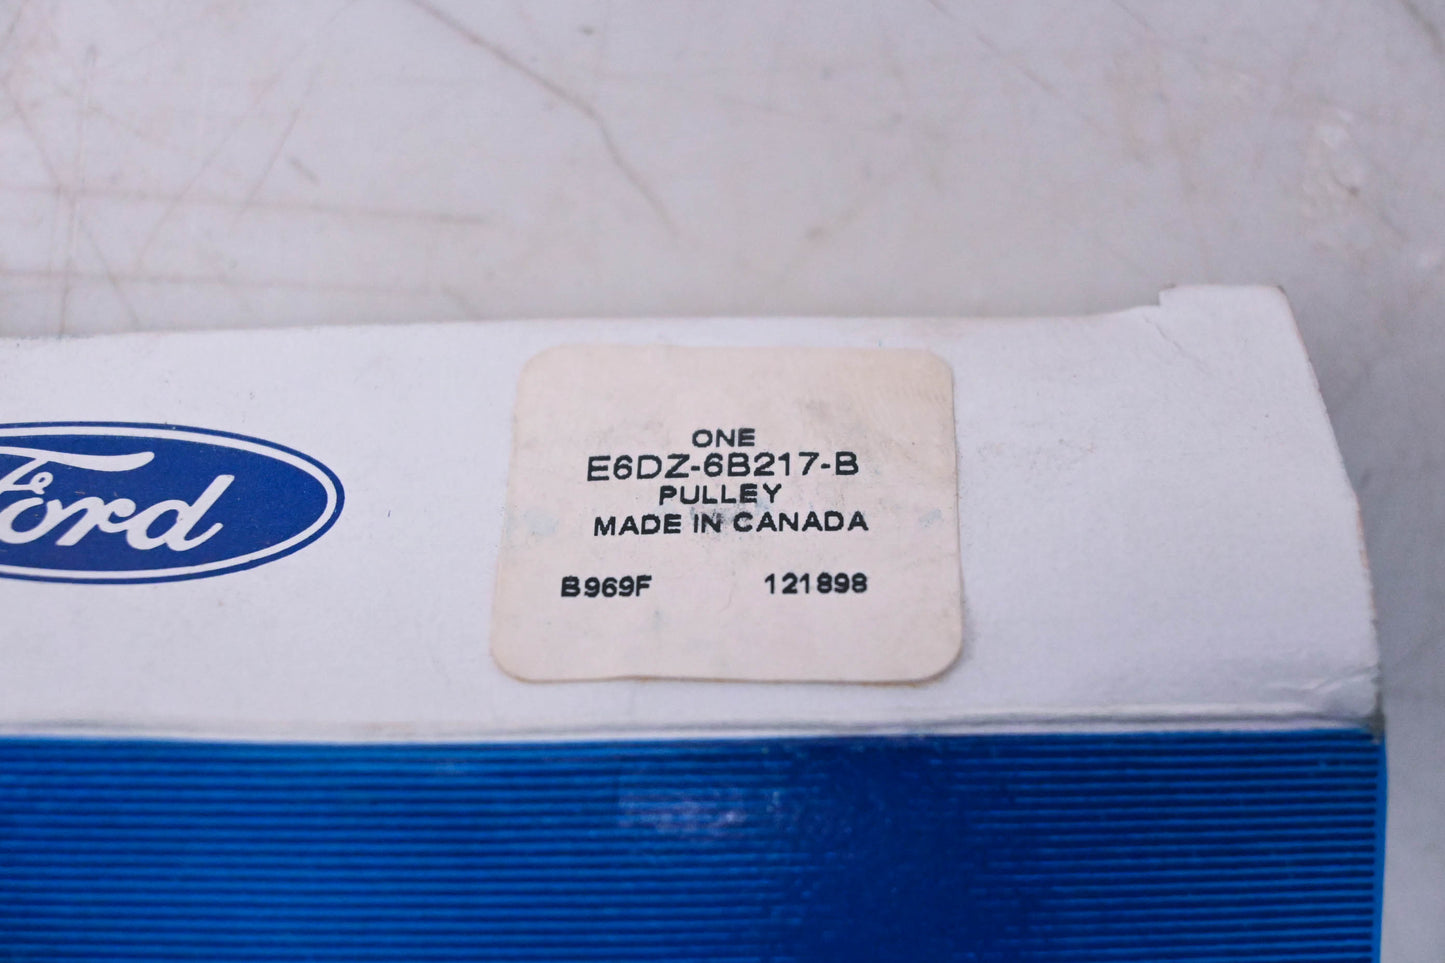 ONE
E6DZ-6B217-B
PULLEY
MADE IN CANADA
B969F 121898
Ford